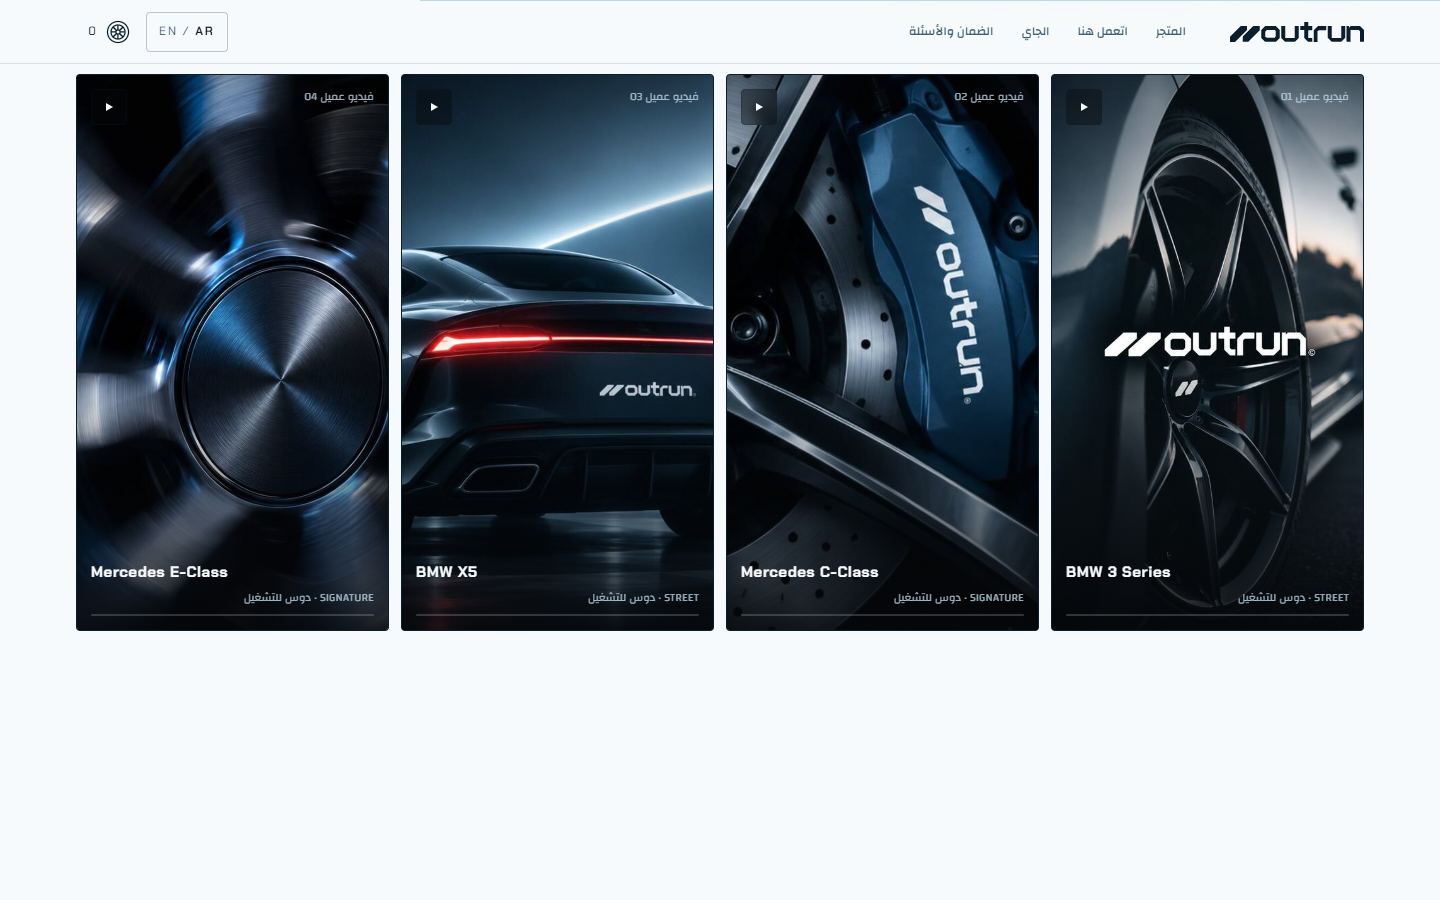 outrun
المتجر
اتعمل هنا
الجاي
الضمان والأسئلة
EN / AR
0
فيديو عميل 01
outrun©
BMW 3 Series
STREET · دوس للتشغيل
فيديو عميل 02
outrun®
Mercedes C-Class
SIGNATURE · دوس للتشغيل
فيديو عميل 03
outrun
BMW X5
STREET · دوس للتشغيل
فيديو عميل 04
Mercedes E-Class
SIGNATURE · دوس للتشغيل